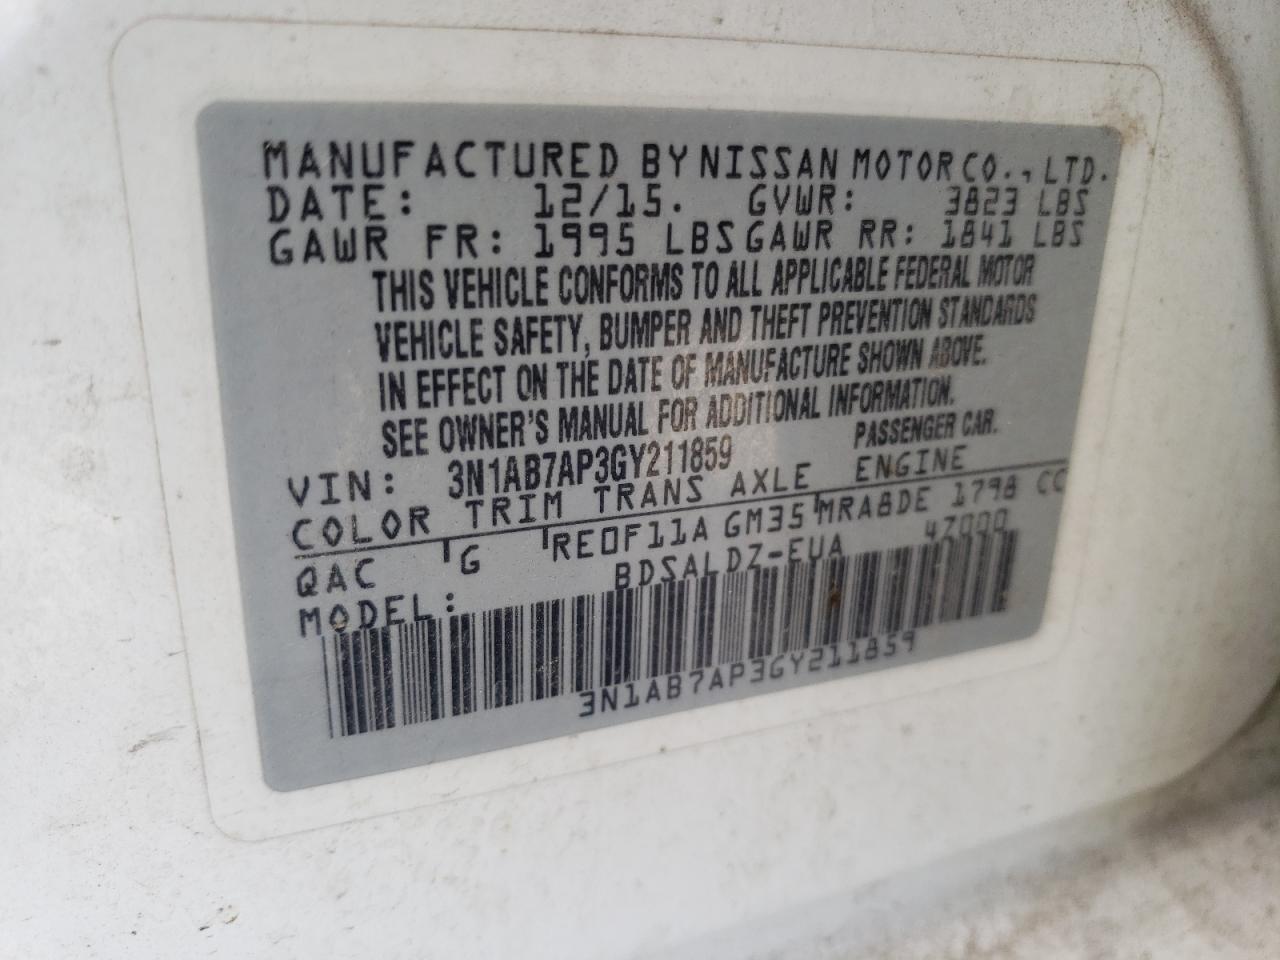 MANUFACTURED BY NISSAN MOTOR CO., LTD.
DATE: 12/15. GVWR: 3823 LBS
GAWR FR: 1995 LBS GAWR RR: 1841 LBS
THIS VEHICLE CONFORMS TO ALL APPLICABLE FEDERAL MOTOR
VEHICLE SAFETY, BUMPER AND THEFT PREVENTION STANDARDS
IN EFFECT ON THE DATE OF MANUFACTURE SHOWN ABOVE.
SEE OWNER'S MANUAL FOR ADDITIONAL INFORMATION.
VIN: 3N1AB7AP3GY211859 PASSENGER CAR.
COLOR TRIM TRANS AXLE ENGINE
QAC G RE0F11A GM35 MRA8DE 1798 CC
MODEL: BDSALDZ-EUA 47000
3N1AB7AP3GY211859